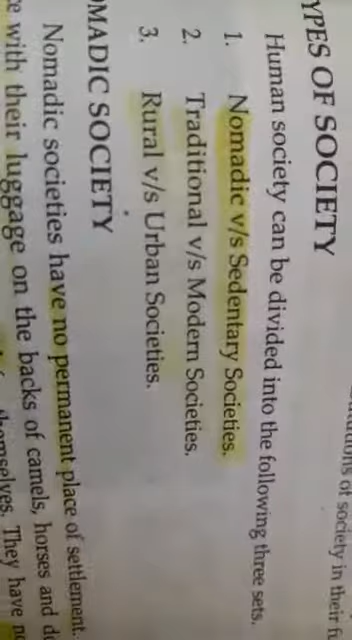 YPES OF SOCIETY
Human society can be divided into the following three sets.
1. Nomadic v/s Sedentary Societies.
2. Traditional v/s Modern Societies.
3. Rural v/s Urban Societies.
OMADIC SOCIETY
Nomadic societies have no permanent place of settlement.
with their luggage on the backs of camels, horses and
themselves. They have